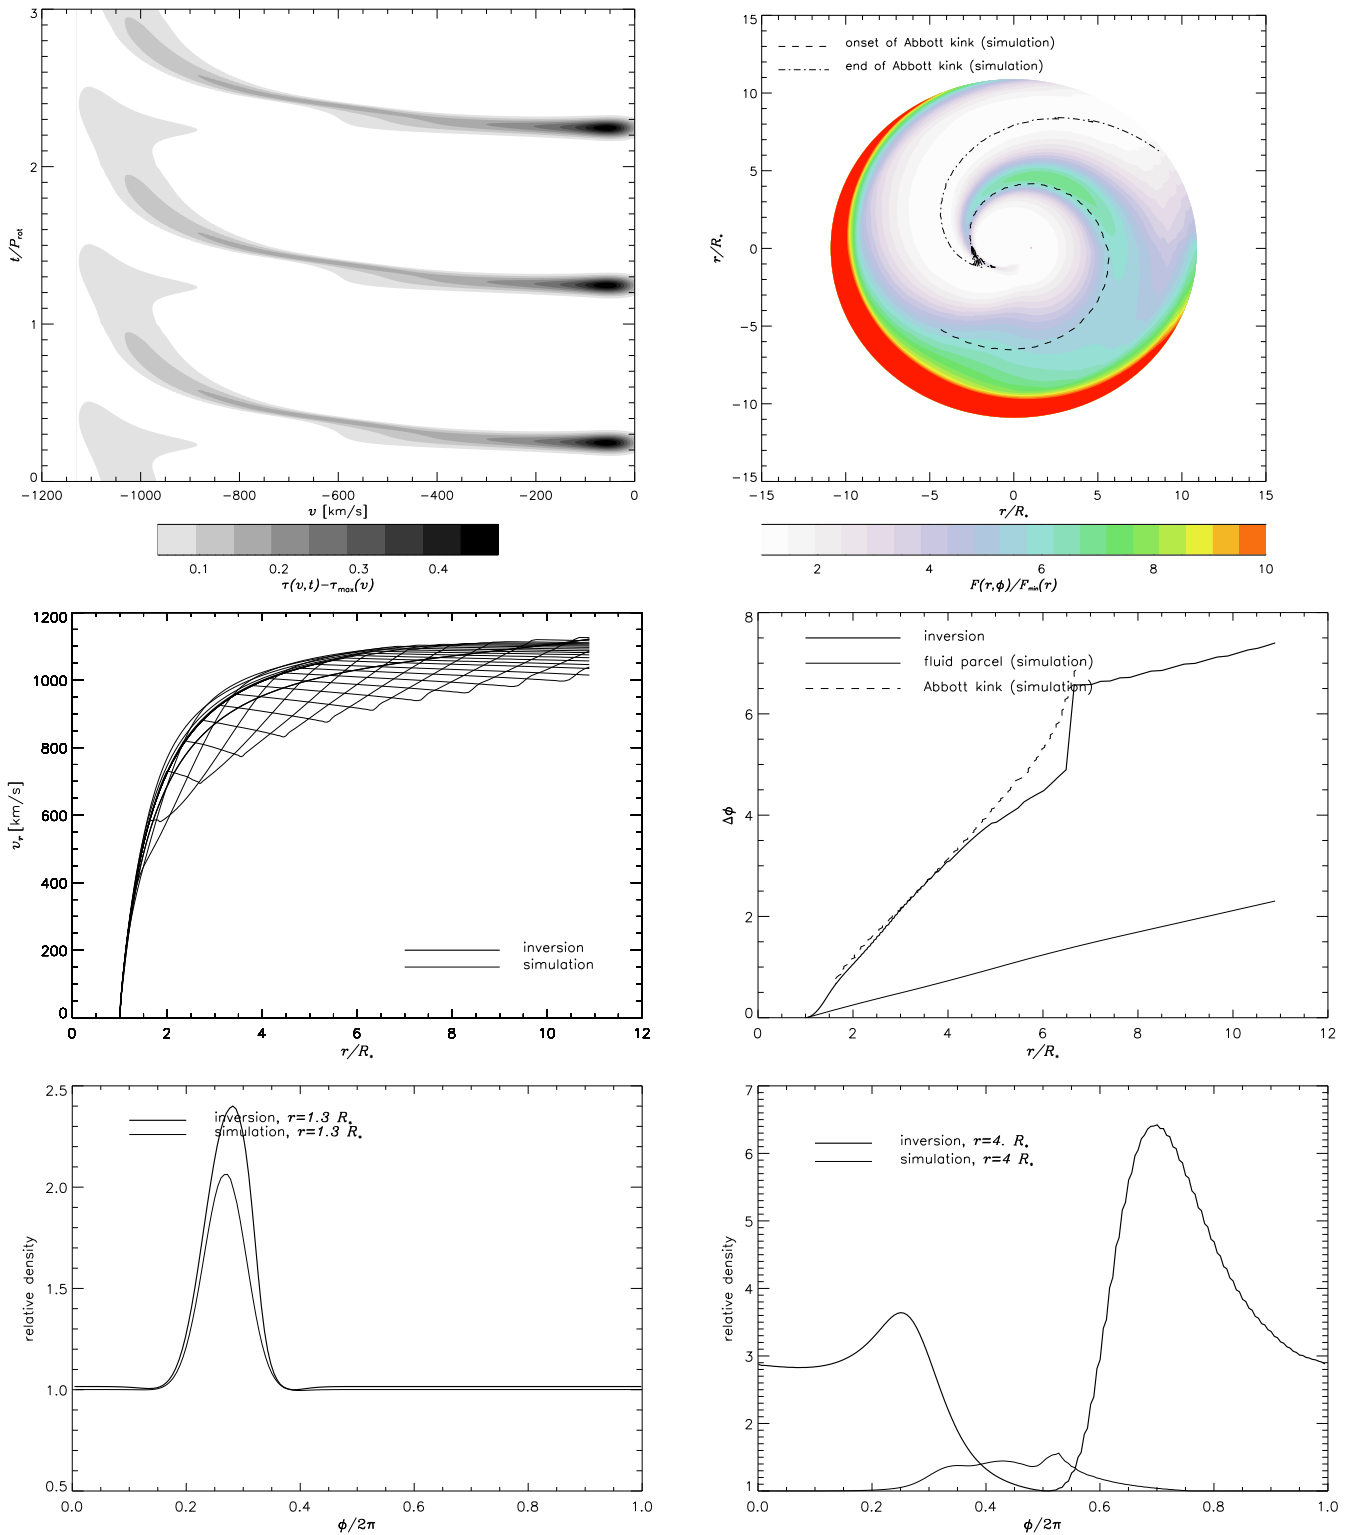 3
2
1
0
t/P_rot
−1200 −1000 −800 −600 −400 −200 0
v [km/s]
0.1 0.2 0.3 0.4
τ(v,t)−τ_max(v)
onset of Abbott kink (simulation)
end of Abbott kink (simulation)
15
10
5
0
−5
−10
−15
r/R*
−15 −10 −5 0 5 10 15
r/R*
2 4 6 8 10
F(r,ϕ)/F_min(r)
1200
1000
800
600
400
200
0
v_r [km/s]
inversion
simulation
0 2 4 6 8 10 12
r/R*
8
6
4
2
0
Δϕ
inversion
fluid parcel (simulation)
Abbott kink (simulation)
0 2 4 6 8 10 12
r/R*
2.5
2.0
1.5
1.0
0.5
relative density
inversion, r=1.3 R*
simulation, r=1.3 R*
0.0 0.2 0.4 0.6 0.8 1.0
ϕ/2π
7
6
5
4
3
2
1
relative density
inversion, r=4. R*
simulation, r=4 R*
0.0 0.2 0.4 0.6 0.8 1.0
ϕ/2π